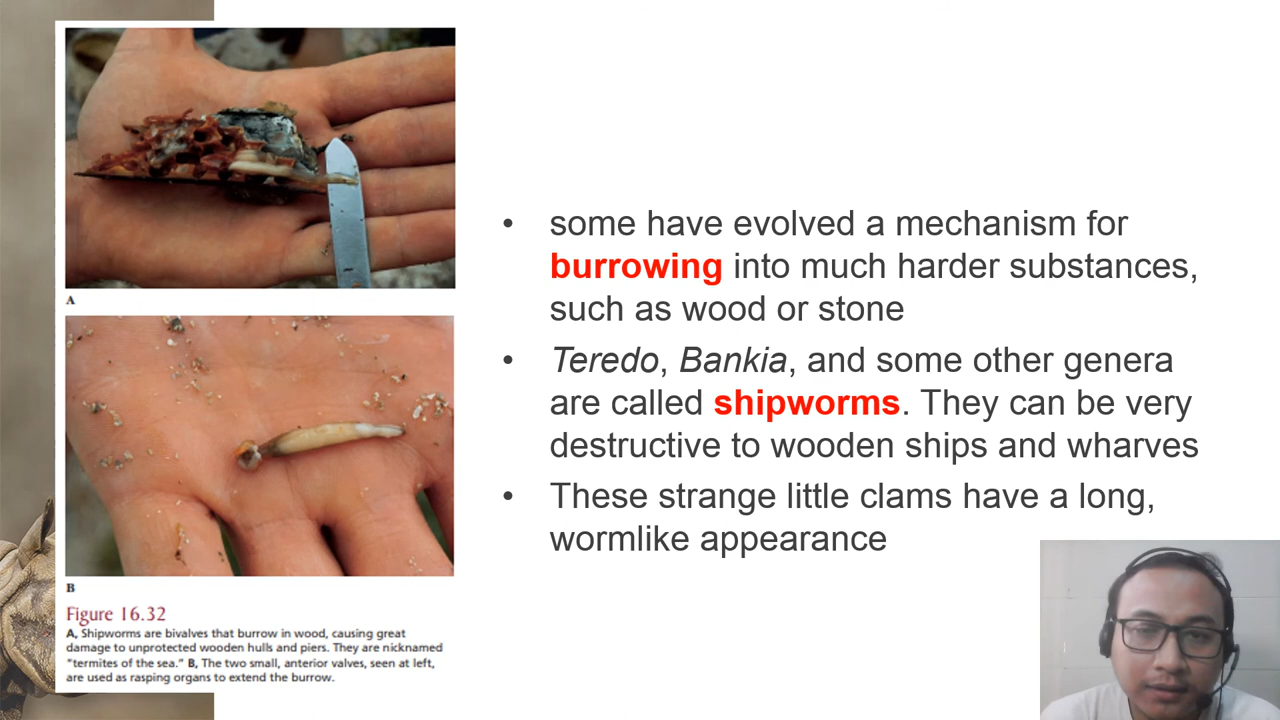 A
B
Figure 16.32
A, Shipworms are bivalves that burrow in wood, causing great
damage to unprotected wooden hulls and piers. They are nicknamed
"termites of the sea." B, The two small, anterior valves, seen at left,
are used as rasping organs to extend the burrow.
• some have evolved a mechanism for
burrowing into much harder substances,
such as wood or stone
• Teredo, Bankia, and some other genera
are called shipworms. They can be very
destructive to wooden ships and wharves
• These strange little clams have a long,
wormlike appearance